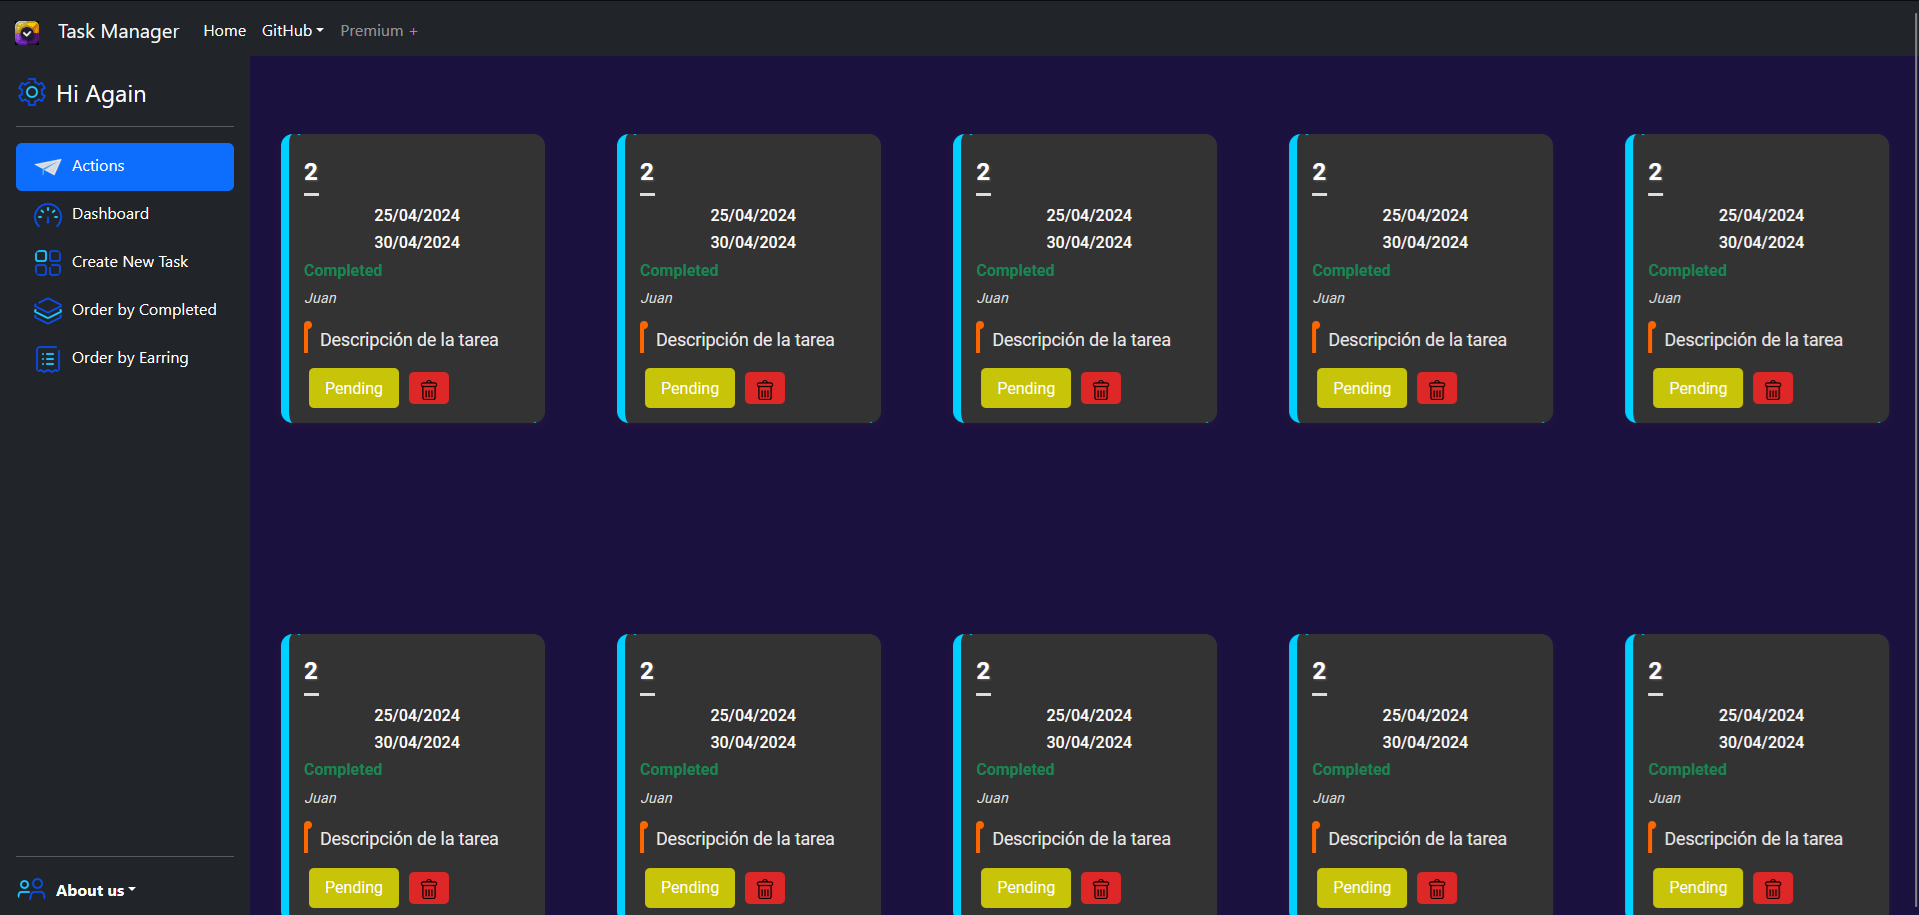 Task Manager Home GitHub Premium +
Hi Again
Actions
Dashboard
Create New Task
Order by Completed
Order by Earring
About us
2
25/04/2024
30/04/2024
Completed
Juan
Descripción de la tarea
Pending
2
25/04/2024
30/04/2024
Completed
Juan
Descripción de la tarea
Pending
2
25/04/2024
30/04/2024
Completed
Juan
Descripción de la tarea
Pending
2
25/04/2024
30/04/2024
Completed
Juan
Descripción de la tarea
Pending
2
25/04/2024
30/04/2024
Completed
Juan
Descripción de la tarea
Pending
2
25/04/2024
30/04/2024
Completed
Juan
Descripción de la tarea
Pending
2
25/04/2024
30/04/2024
Completed
Juan
Descripción de la tarea
Pending
2
25/04/2024
30/04/2024
Completed
Juan
Descripción de la tarea
Pending
2
25/04/2024
30/04/2024
Completed
Juan
Descripción de la tarea
Pending
2
25/04/2024
30/04/2024
Completed
Juan
Descripción de la tarea
Pending